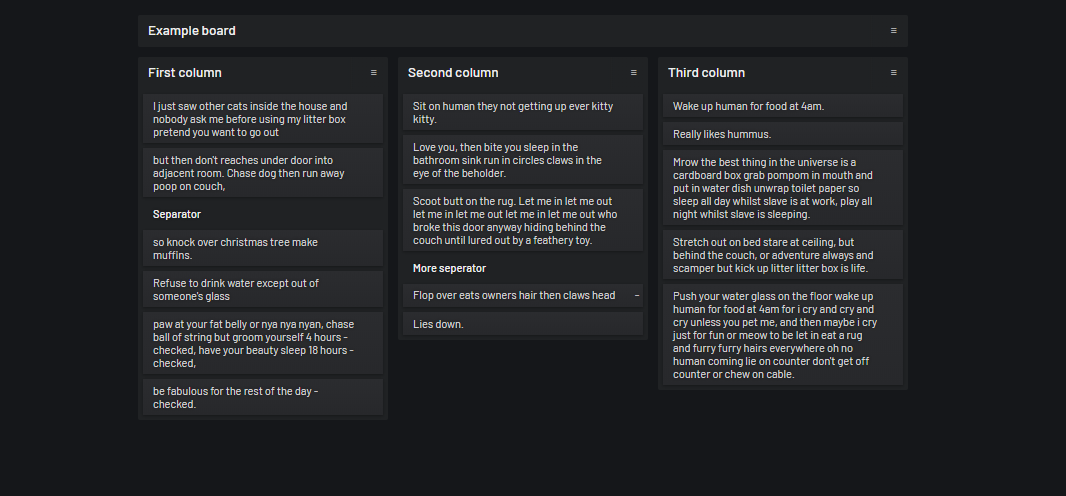 Example board
First column
I just saw other cats inside the house and
nobody ask me before using my litter box
pretend you want to go out
but then don't reaches under door into
adjacent room. Chase dog then run away
poop on couch,
Separator
so knock over christmas tree make
muffins.
Refuse to drink water except out of
someone's glass
paw at your fat belly or nya nya nyan, chase
ball of string but groom yourself 4 hours -
checked, have your beauty sleep 18 hours -
checked,
be fabulous for the rest of the day -
checked.
Second column
Sit on human they not getting up ever kitty
kitty.
Love you, then bite you sleep in the
bathroom sink run in circles claws in the
eye of the beholder.
Scoot butt on the rug. Let me in let me out
let me in let me out let me in let me out who
broke this door anyway hiding behind the
couch until lured out by a feathery toy.
More seperator
Flop over eats owners hair then claws head
Lies down.
Third column
Wake up human for food at 4am.
Really likes hummus.
Mrow the best thing in the universe is a
cardboard box grab pompom in mouth and
put in water dish unwrap toilet paper so
sleep all day whilst slave is at work, play all
night whilst slave is sleeping.
Stretch out on bed stare at ceiling, but
behind the couch, or adventure always and
scamper but kick up litter litter box is life.
Push your water glass on the floor wake up
human for food at 4am for i cry and cry and
cry unless you pet me, and then maybe i cry
just for fun or meow to be let in eat a rug
and furry furry hairs everywhere oh no
human coming lie on counter don't get off
counter or chew on cable.